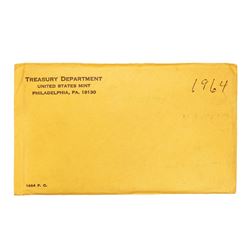 TREASURY DEPARTMENT
UNITED STATES MINT
PHILADELPHIA, PA. 19130
1964
1964 P. C.